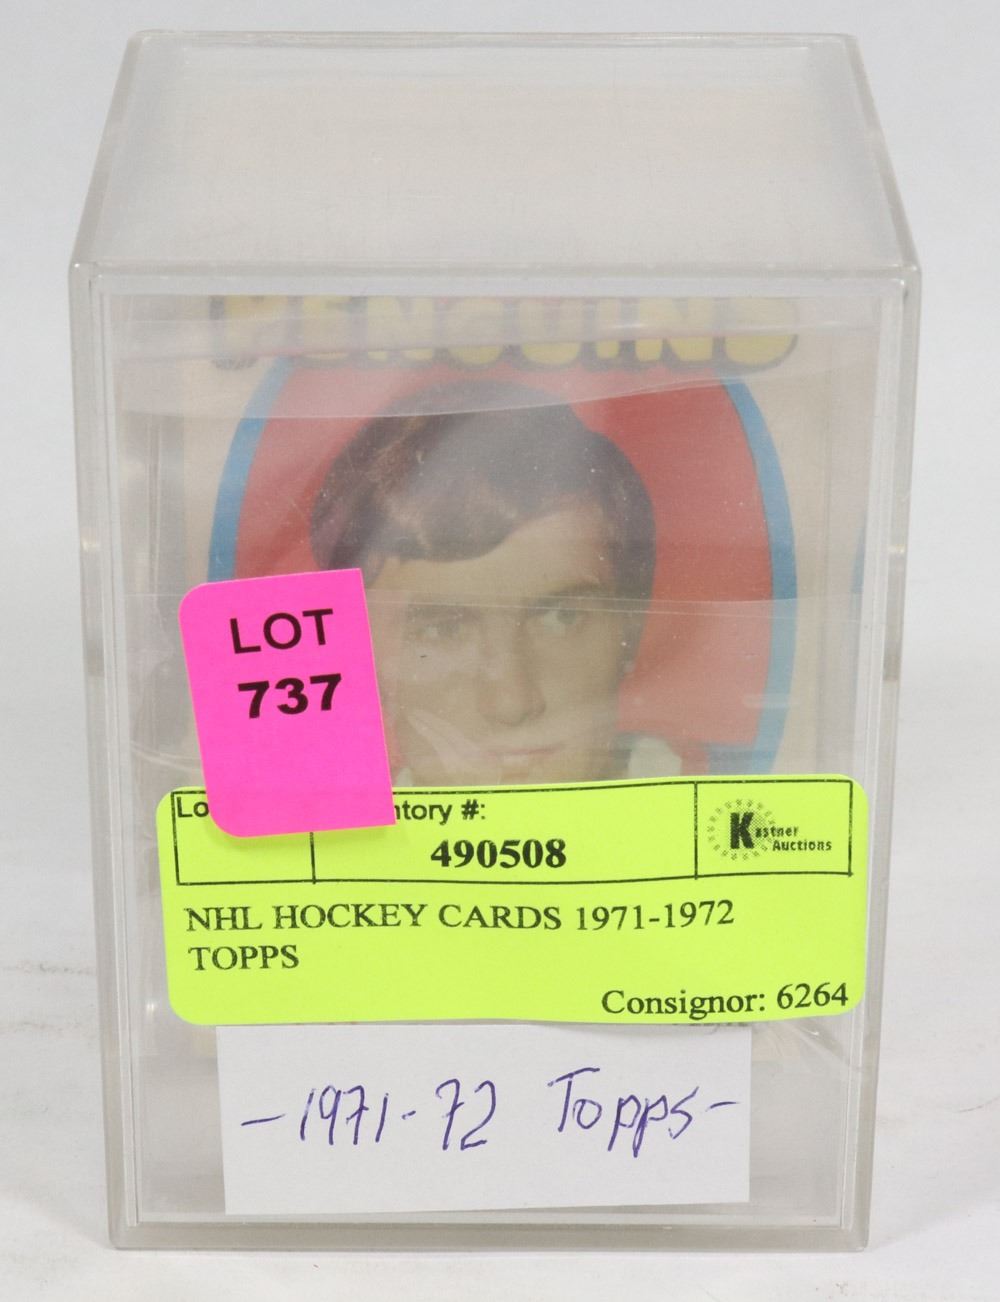 PENGUINS
LOT
737
Lo
ntory #:
490508
Kastner
Auctions
NHL HOCKEY CARDS 1971-1972
TOPPS
Consignor: 6264
-1971-72 Topps-